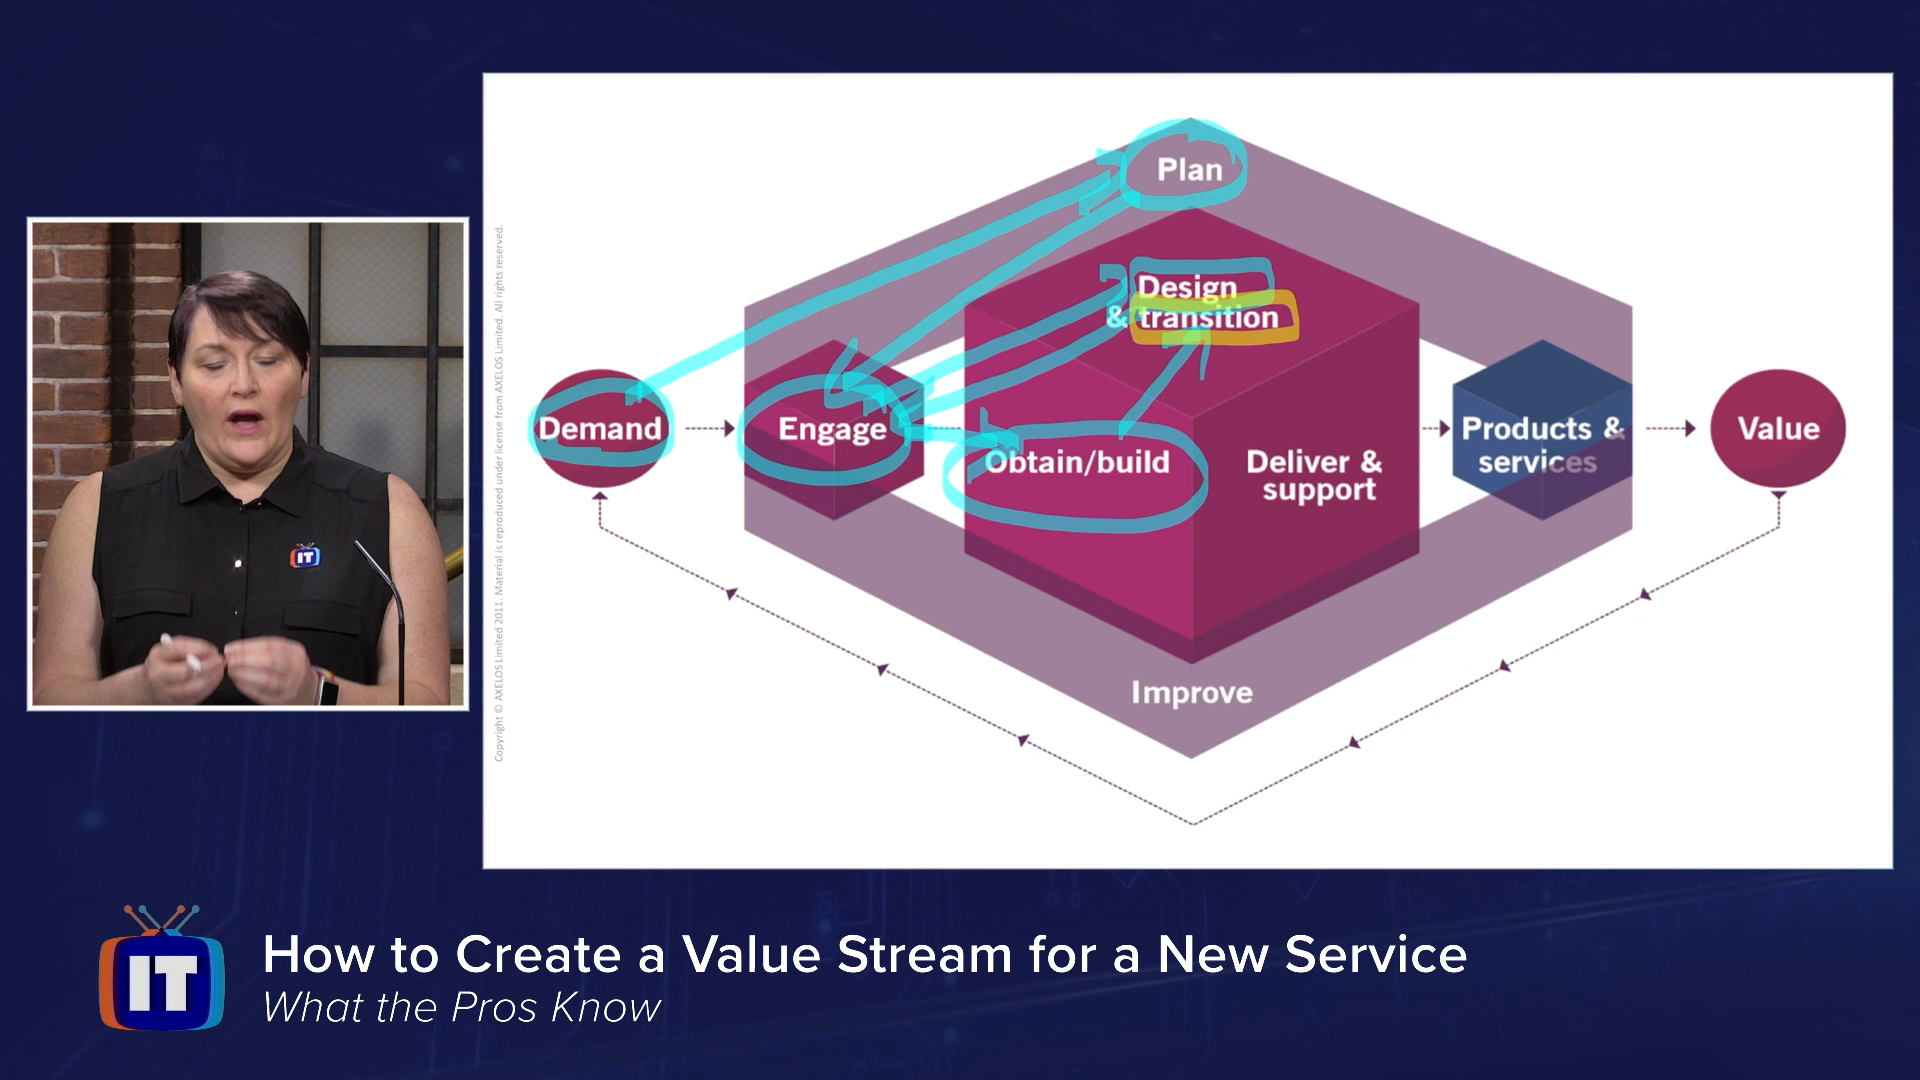 Plan
Design
& transition
Demand
Engage
Obtain/build
Deliver &
support
Products &
services
Value
Improve
Copyright © AXELOS Limited 2011. Material is reproduced under license from AXELOS Limited. All rights reserved.
IT
IT
How to Create a Value Stream for a New Service
What the Pros Know